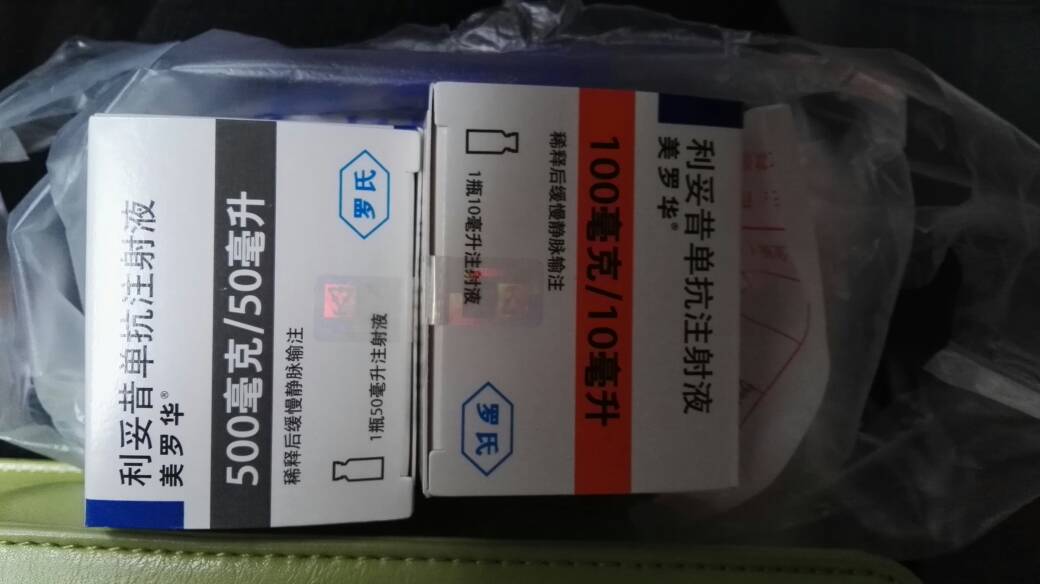 利妥昔单抗注射液
美罗华®
500毫克/50毫升
稀释后缓慢静脉输注
1瓶50毫升注射液
罗氏
利妥昔单抗注射液
美罗华®
100毫克/10毫升
稀释后缓慢静脉输注
1瓶10毫升注射液
罗氏